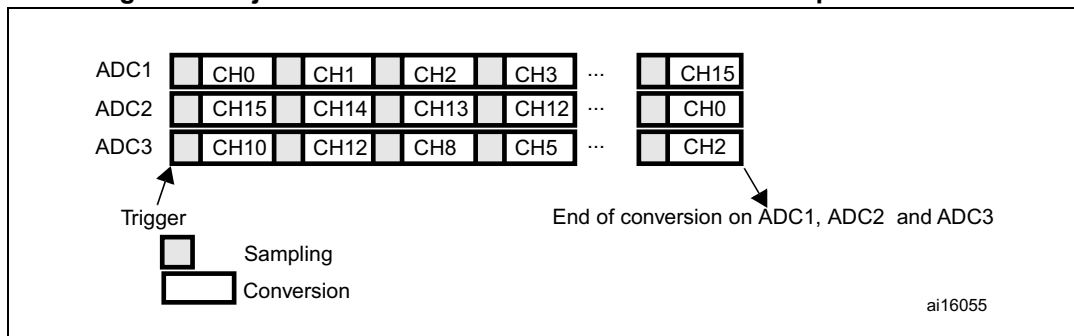 ADC1 CH0 CH1 CH2 CH3 ... CH15
ADC2 CH15 CH14 CH13 CH12 ... CH0
ADC3 CH10 CH12 CH8 CH5 ... CH2
Trigger
End of conversion on ADC1, ADC2 and ADC3
Sampling
Conversion
ai16055